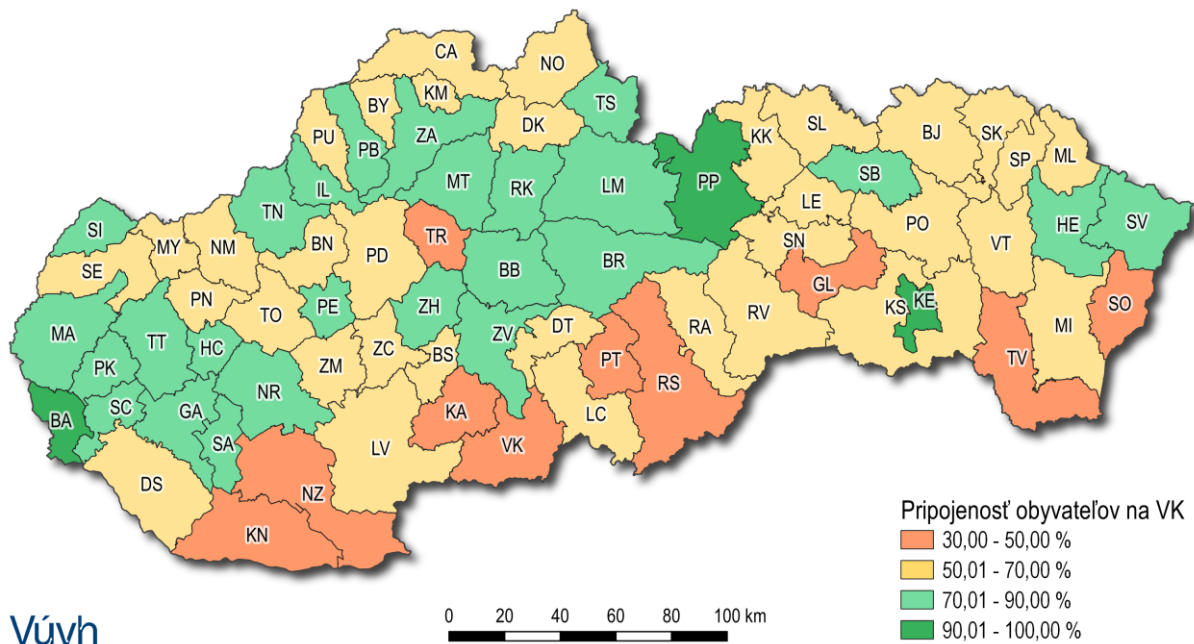 CA
NO
TS
KM
BY
DK
PU
PB
ZA
KK
SL
BJ
SK
SP
ML
PP
SB
IL
MT
RK
LM
TN
LE
PO
HE
SV
SI
MY
NM
BN
PD
TR
SN
VT
SE
BB
BR
GL
PN
TO
PE
ZH
RA
RV
KS
KE
SO
MI
MA
TT
HC
ZM
ZC
BS
ZV
DT
PT
RS
TV
PK
NR
BA
SC
GA
KA
LC
SA
LV
VK
DS
NZ
KN
Pripojenosť obyvateľov na VK
30,00 - 50,00 %
50,01 - 70,00 %
70,01 - 90,00 %
90,01 - 100,00 %
0 20 40 60 80 100 km
Vúvh